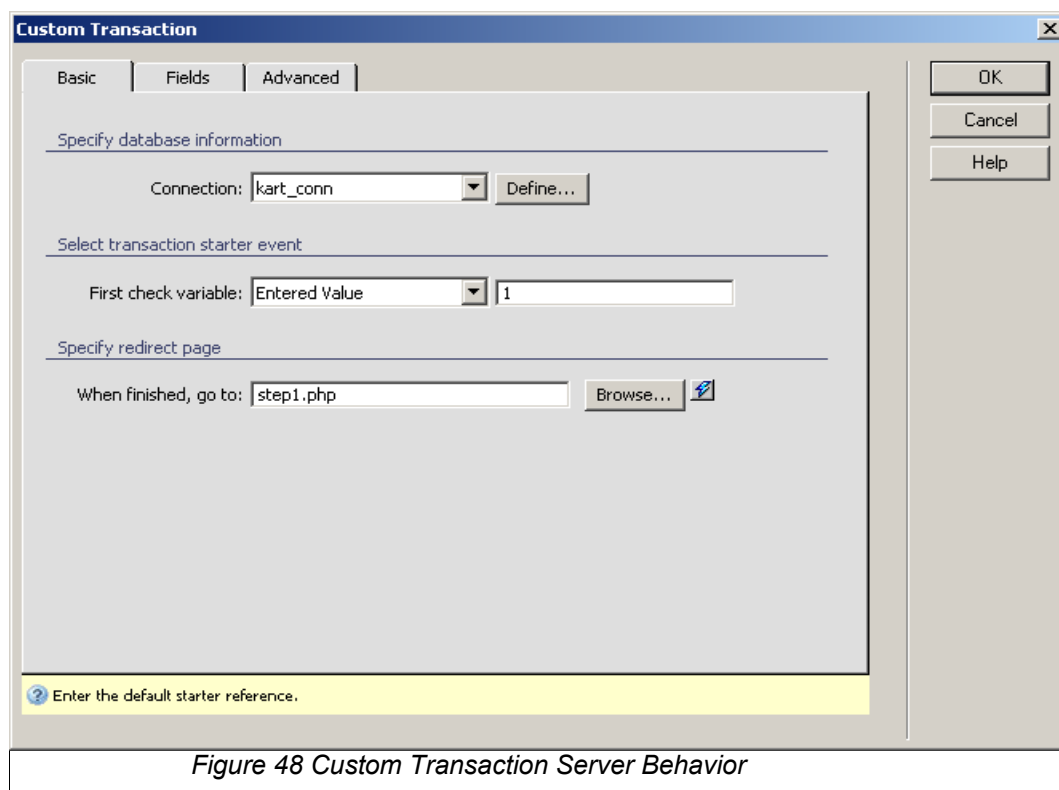 Custom Transaction
Basic Fields Advanced
OK
Cancel
Help
Specify database information
Connection: kart_conn Define...
Select transaction starter event
First check variable: Entered Value 1
Specify redirect page
When finished, go to: step1.php Browse...
Enter the default starter reference.
Figure 48 Custom Transaction Server Behavior